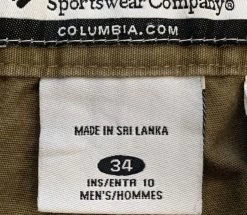 Sportswear Company®
COLUMBIA.COM
MADE IN SRI LANKA
34
INS/ENTR 10
MEN'S/HOMMES